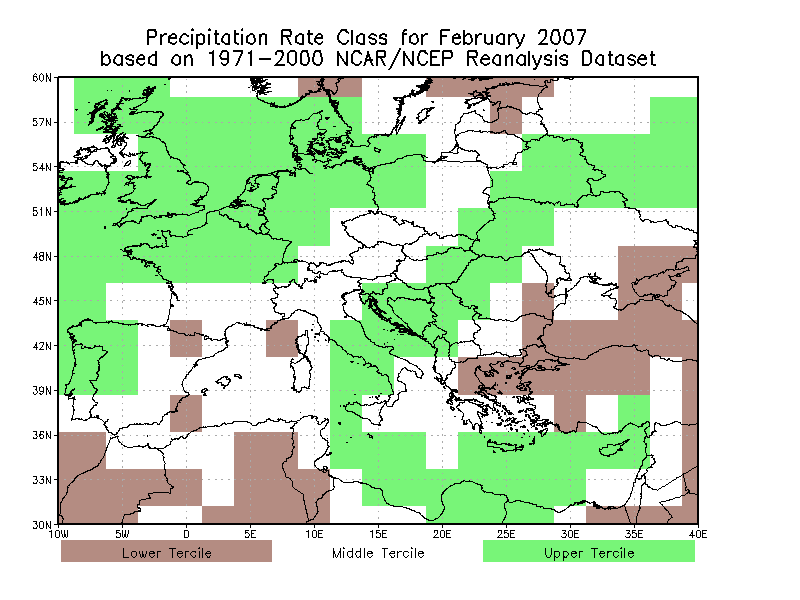 Precipitation Rate Class for February 2007
based on 1971-2000 NCAR/NCEP Reanalysis Dataset
60N
57N
54N
51N
48N
45N
42N
39N
36N
33N
30N
10W 5W 0 5E 10E 15E 20E 25E 30E 35E 40E
Lower Tercile Middle Tercile Upper Tercile